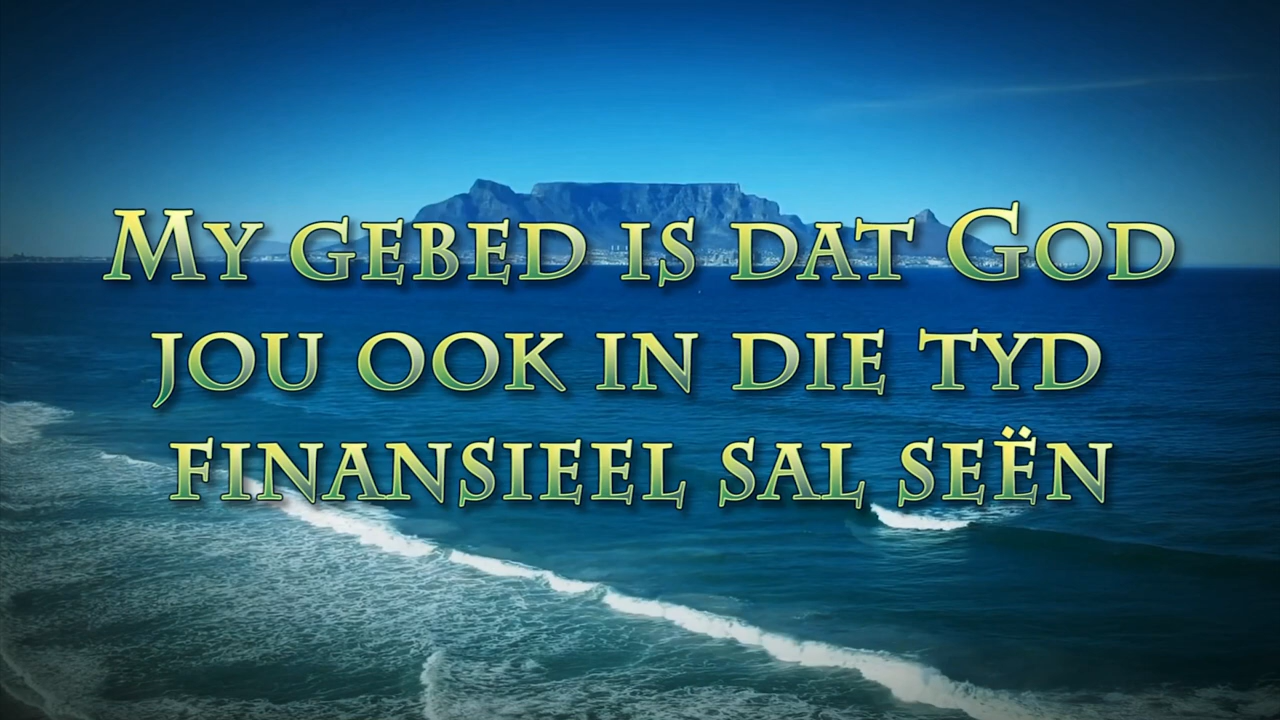 My gebed is dat God
jou ook in die tyd
finansieel sal seën